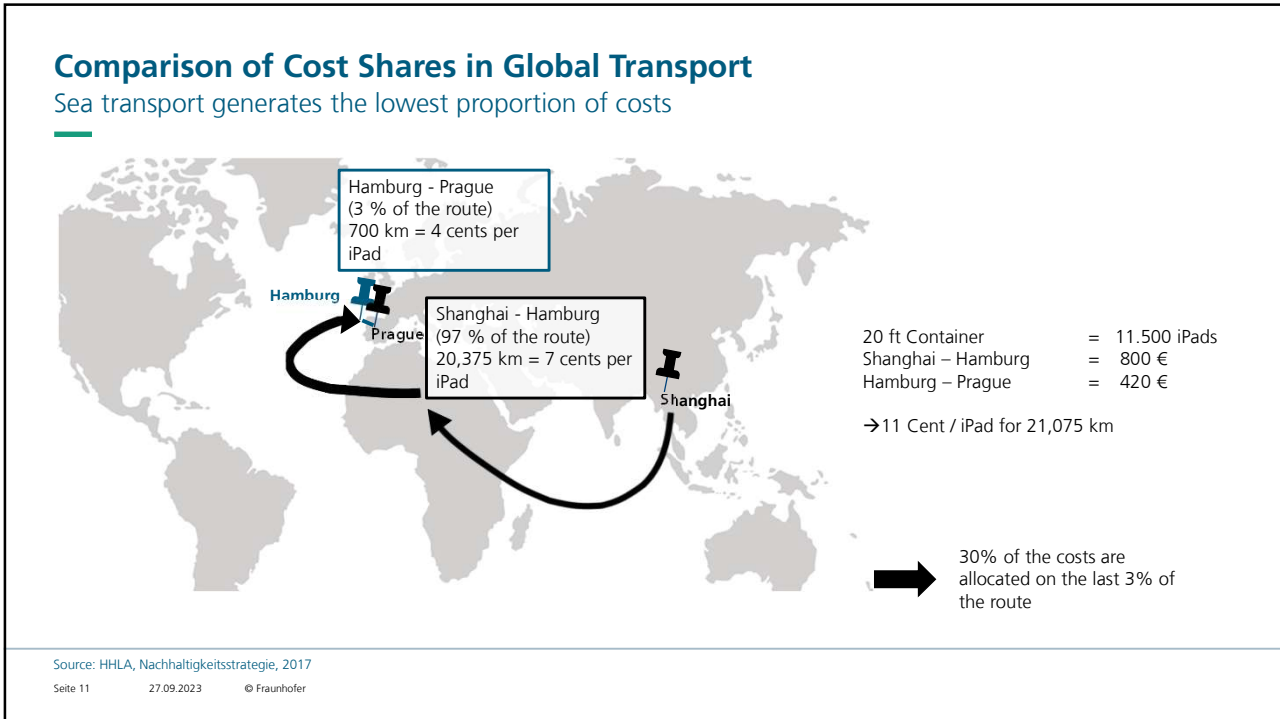 Comparison of Cost Shares in Global Transport
Sea transport generates the lowest proportion of costs
Hamburg - Prague
(3 % of the route)
700 km = 4 cents per
iPad
Hamburg
Prague
Shanghai - Hamburg
(97 % of the route)
20,375 km = 7 cents per
iPad
Shanghai
20 ft Container = 11.500 iPads
Shanghai – Hamburg = 800 €
Hamburg – Prague = 420 €
→11 Cent / iPad for 21,075 km
30% of the costs are
allocated on the last 3% of
the route
Source: HHLA, Nachhaltigkeitsstrategie, 2017
Seite 11 27.09.2023 © Fraunhofer